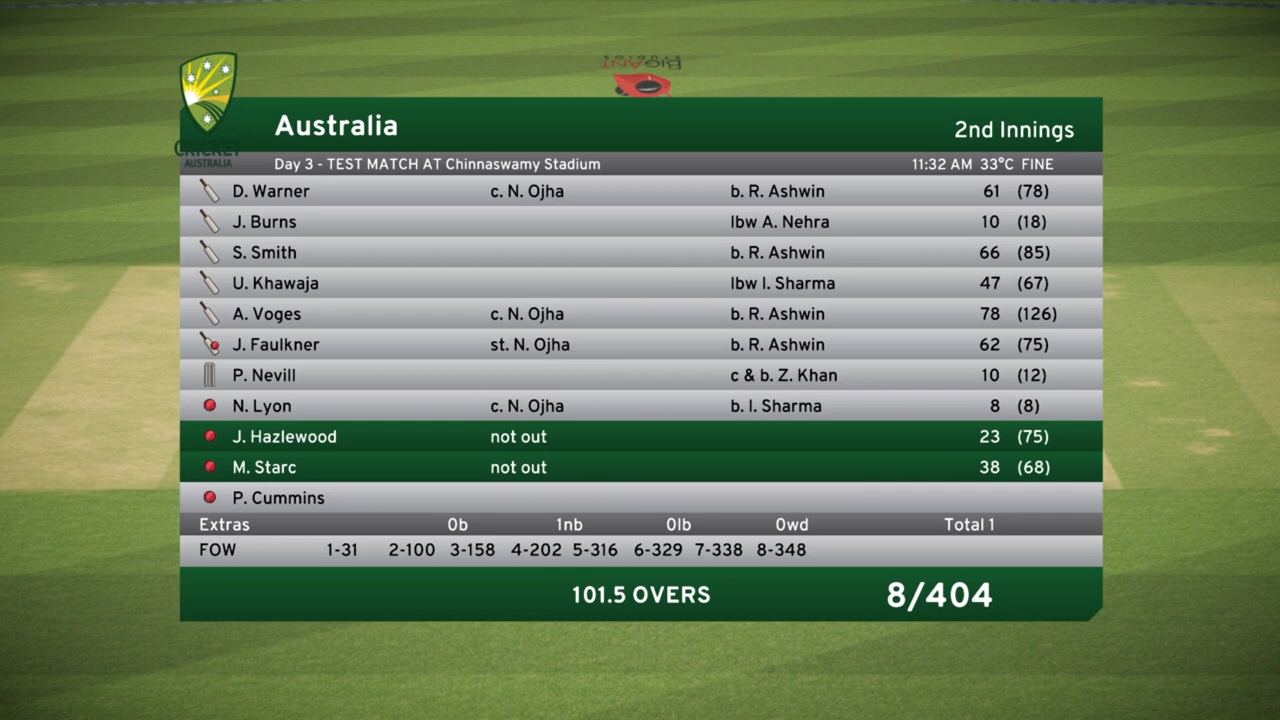 BIGANT
STUDIOS
Australia 2nd Innings
CRICKET
AUSTRALIA
Day 3 - TEST MATCH AT Chinnaswamy Stadium 11:32 AM 33°C FINE
D. Warner c. N. Ojha b. R. Ashwin 61 (78)
J. Burns lbw A. Nehra 10 (18)
S. Smith b. R. Ashwin 66 (85)
U. Khawaja lbw I. Sharma 47 (67)
A. Voges c. N. Ojha b. R. Ashwin 78 (126)
J. Faulkner st. N. Ojha b. R. Ashwin 62 (75)
P. Nevill c & b. Z. Khan 10 (12)
N. Lyon c. N. Ojha b. I. Sharma 8 (8)
J. Hazlewood not out 23 (75)
M. Starc not out 38 (68)
P. Cummins
Extras 0b 1nb 0lb 0wd Total 1
FOW 1-31 2-100 3-158 4-202 5-316 6-329 7-338 8-348
101.5 OVERS 8/404